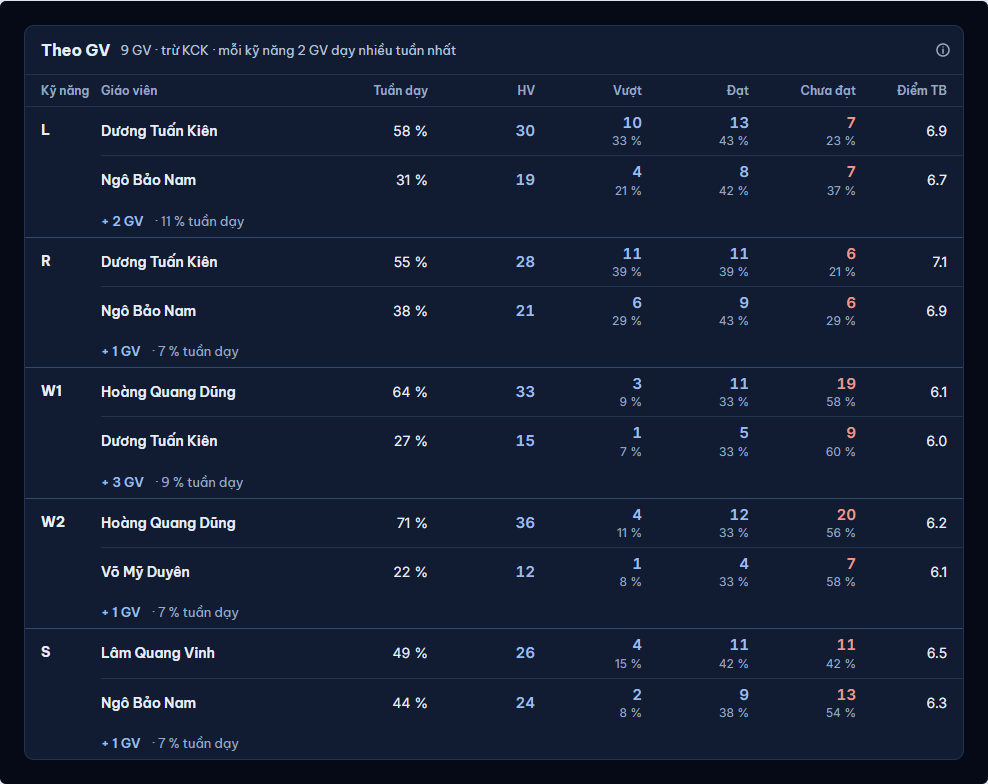 Theo GV 9 GV · trừ KCK · mỗi kỹ năng 2 GV dạy nhiều tuần nhất
Kỹ năng Giáo viên Tuần dạy HV Vượt Đạt Chưa đạt Điểm TB
L Dương Tuấn Kiên 58 % 30 10 13 7 6.9
33 % 43 % 23 %
Ngô Bảo Nam 31 % 19 4 8 7 6.7
21 % 42 % 37 %
+ 2 GV · 11 % tuần dạy
R Dương Tuấn Kiên 55 % 28 11 11 6 7.1
39 % 39 % 21 %
Ngô Bảo Nam 38 % 21 6 9 6 6.9
29 % 43 % 29 %
+ 1 GV · 7 % tuần dạy
W1 Hoàng Quang Dũng 64 % 33 3 11 19 6.1
9 % 33 % 58 %
Dương Tuấn Kiên 27 % 15 1 5 9 6.0
7 % 33 % 60 %
+ 3 GV · 9 % tuần dạy
W2 Hoàng Quang Dũng 71 % 36 4 12 20 6.2
11 % 33 % 56 %
Võ Mỹ Duyên 22 % 12 1 4 7 6.1
8 % 33 % 58 %
+ 1 GV · 7 % tuần dạy
S Lâm Quang Vinh 49 % 26 4 11 11 6.5
15 % 42 % 42 %
Ngô Bảo Nam 44 % 24 2 9 13 6.3
8 % 38 % 54 %
+ 1 GV · 7 % tuần dạy